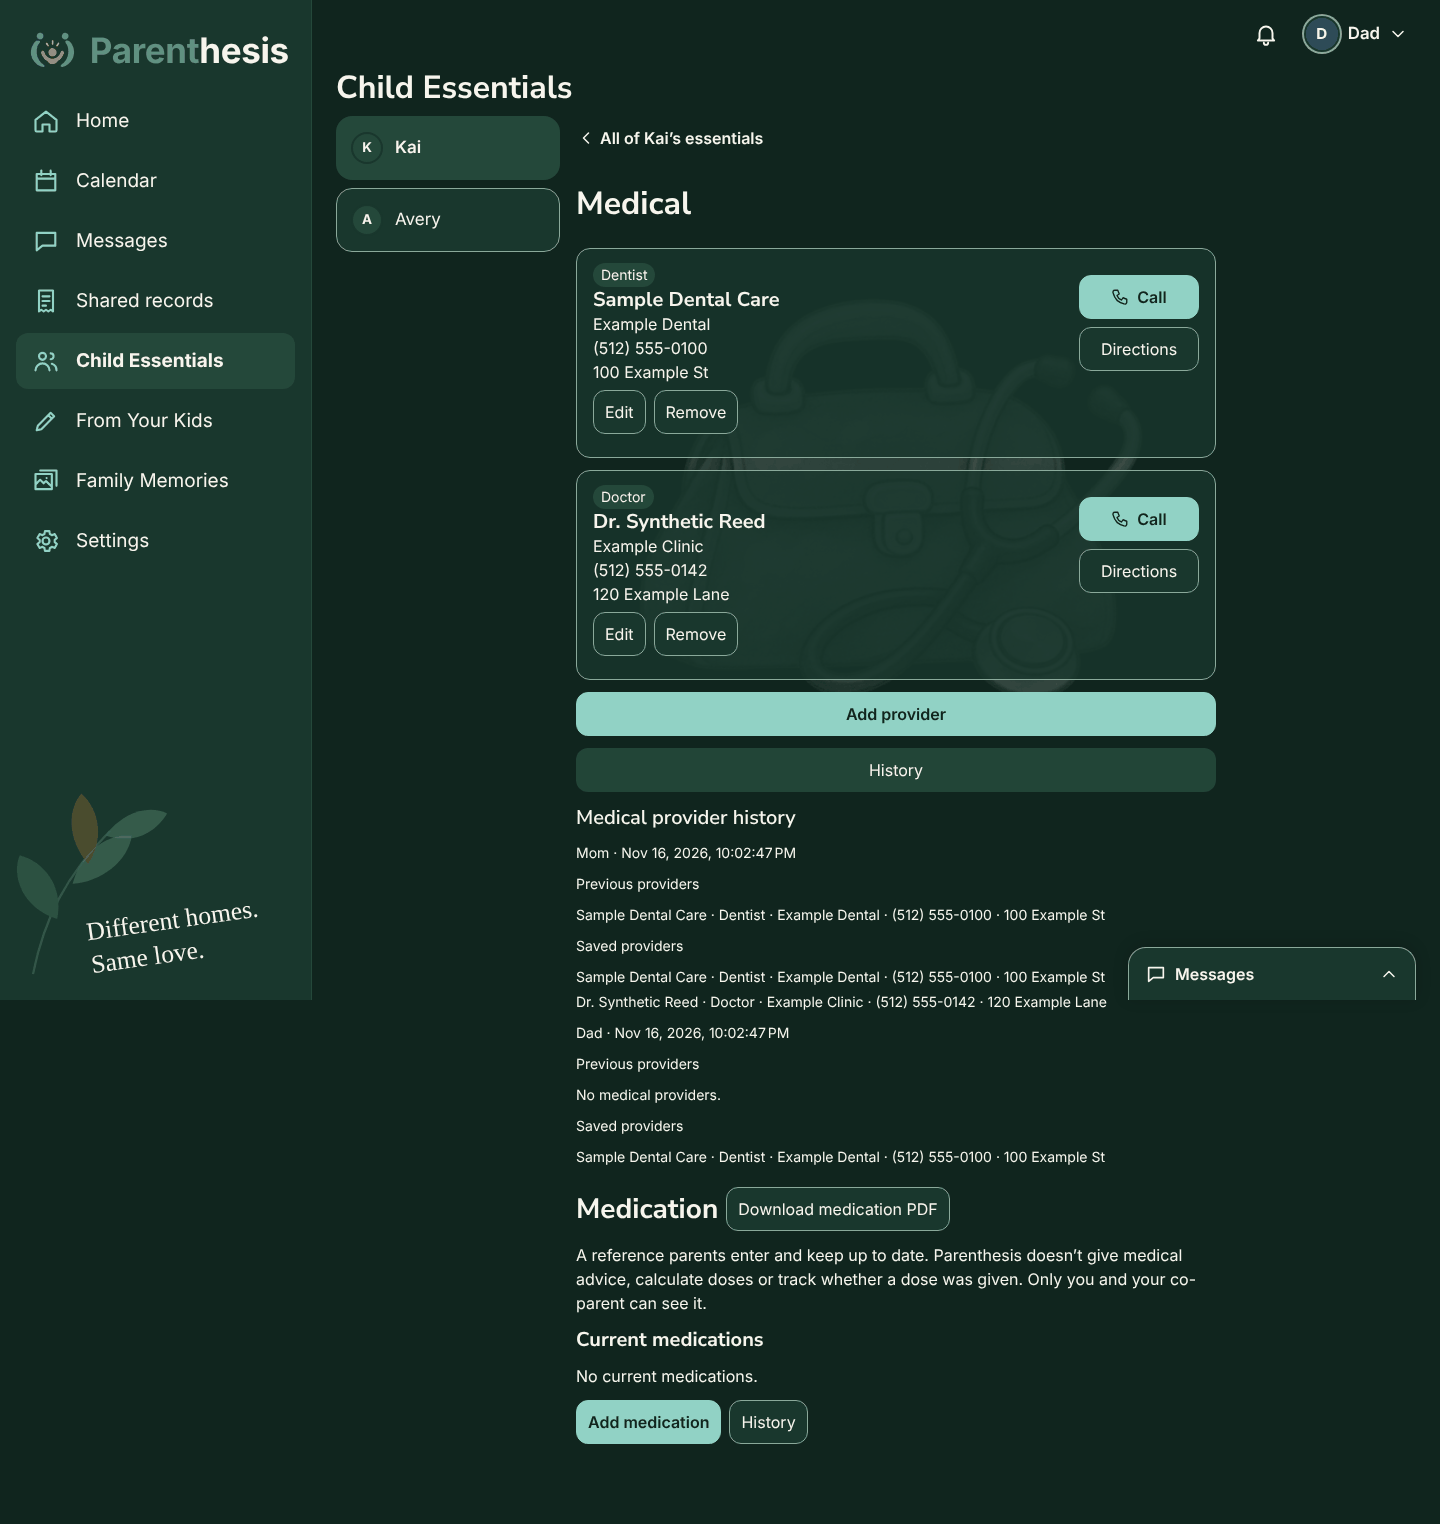 Parenthesis
Home
Calendar
Messages
Shared records
Child Essentials
From Your Kids
Family Memories
Settings
Different homes.
Same love.
D
Dad
Child Essentials
K
Kai
A
Avery
All of Kai’s essentials
Medical
Dentist
Sample Dental Care
Example Dental
(512) 555-0100
100 Example St
Edit
Remove
Call
Directions
Doctor
Dr. Synthetic Reed
Example Clinic
(512) 555-0142
120 Example Lane
Edit
Remove
Call
Directions
Add provider
History
Medical provider history
Mom · Nov 16, 2026, 10:02:47 PM
Previous providers
Sample Dental Care · Dentist · Example Dental · (512) 555-0100 · 100 Example St
Saved providers
Sample Dental Care · Dentist · Example Dental · (512) 555-0100 · 100 Example St
Dr. Synthetic Reed · Doctor · Example Clinic · (512) 555-0142 · 120 Example Lane
Dad · Nov 16, 2026, 10:02:47 PM
Previous providers
No medical providers.
Saved providers
Sample Dental Care · Dentist · Example Dental · (512) 555-0100 · 100 Example St
Medication
Download medication PDF
A reference parents enter and keep up to date. Parenthesis doesn’t give medical
advice, calculate doses or track whether a dose was given. Only you and your co-
parent can see it.
Current medications
No current medications.
Add medication
History
Messages